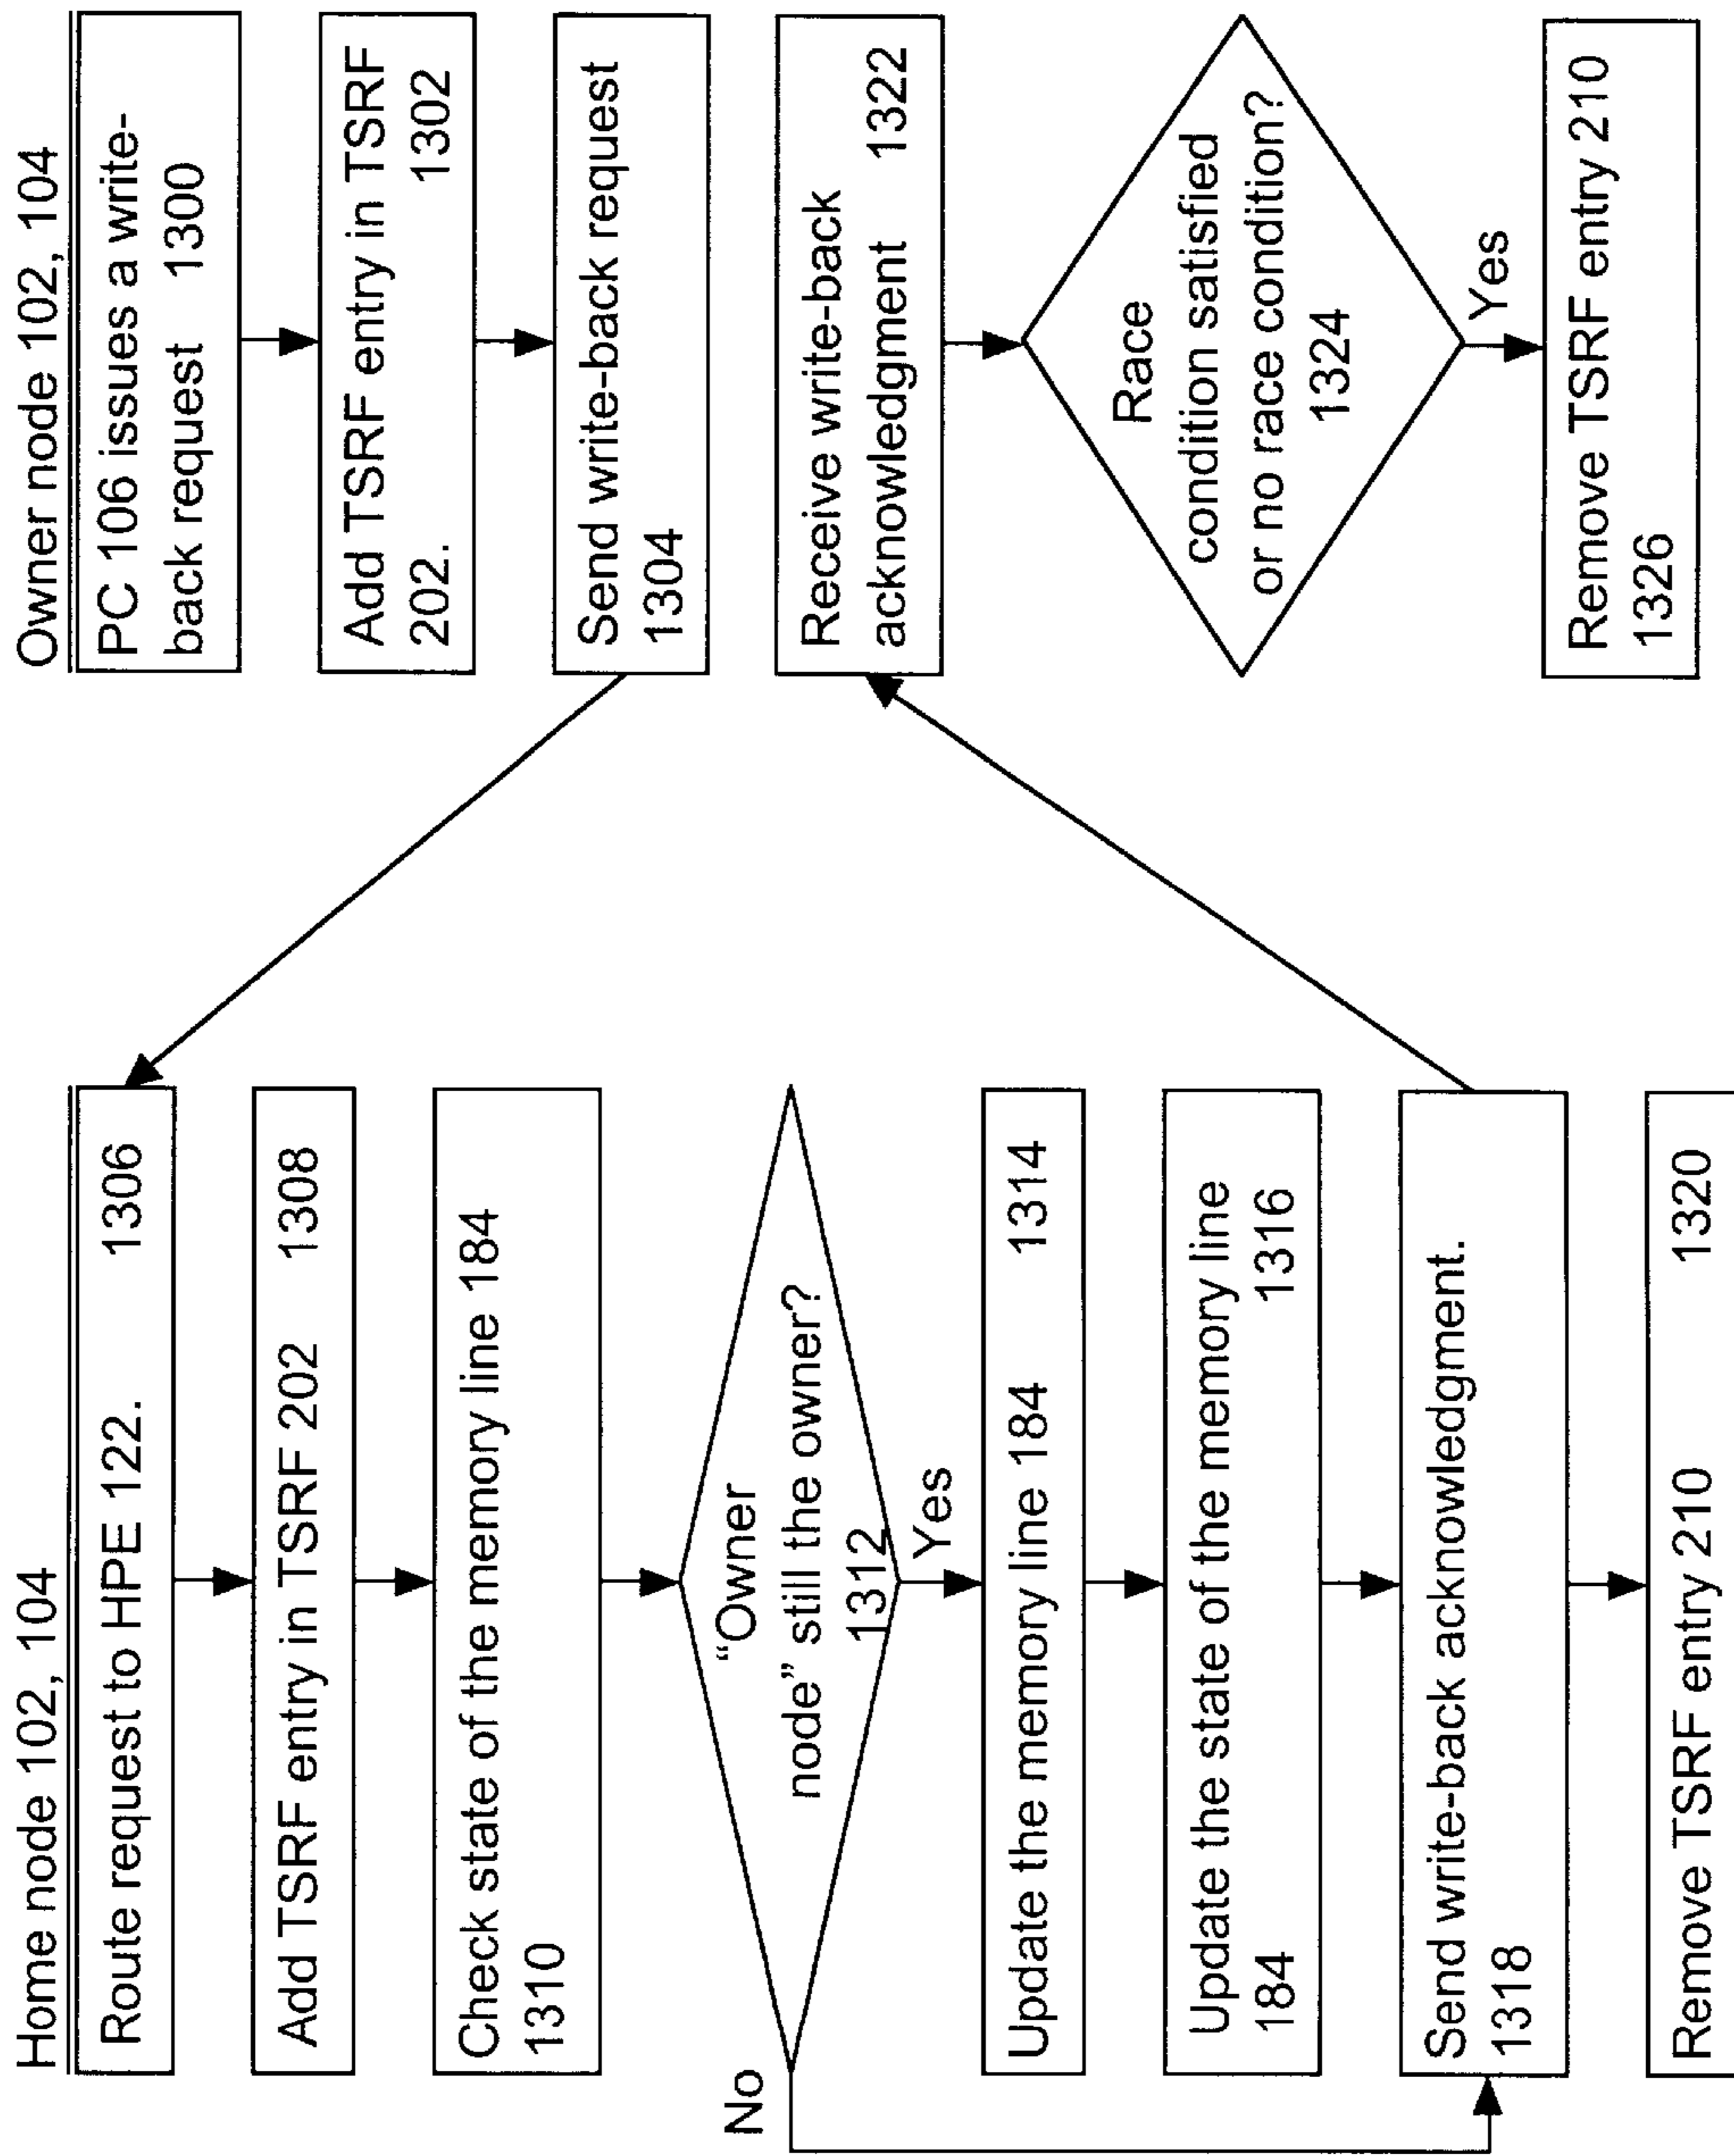 Home node 102, 104
Route request to HPE 122. 1306
Add TSRF entry in TSRF 202 1308
Check state of the memory line 184
1310
“Owner
node” still the owner?
1312
Yes
No
Update the memory line 184 1314
Update the state of the memory line
184 1316
Send write-back acknowledgment.
1318
Remove TSRF entry 210 1320
Owner node 102, 104
PC 106 issues a write-
back request 1300
Add TSRF entry in TSRF
202. 1302
Send write-back request
1304
Receive write-back
acknowledgment 1322
Race
condition satisfied
or no race condition?
1324
Yes
Remove TSRF entry 210
1326